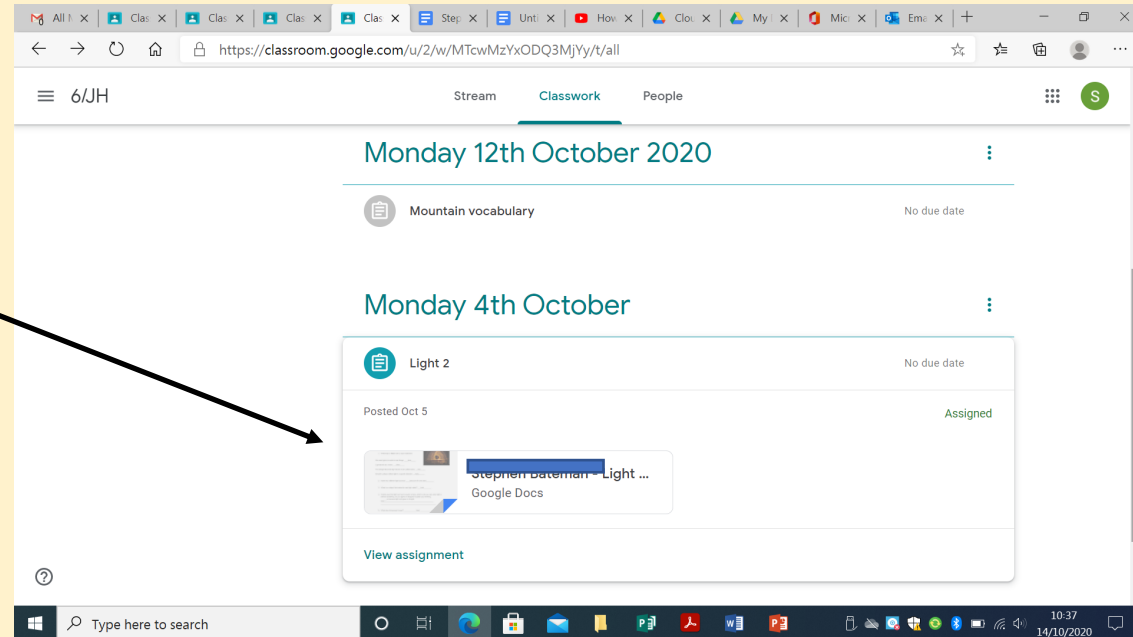 All M
Clas
Clas
Clas
Clas
Step
Unti
How
Clou
My
Micr
Ema
https://classroom.google.com/u/2/w/MTcwMzYxODQ3MjYy/t/all
6/JH
Stream Classwork People
S
Monday 12th October 2020
Mountain vocabulary No due date
Monday 4th October
Light 2 No due date
Posted Oct 5 Assigned
Light ...
Google Docs
View assignment
Type here to search
10:37
14/10/2020